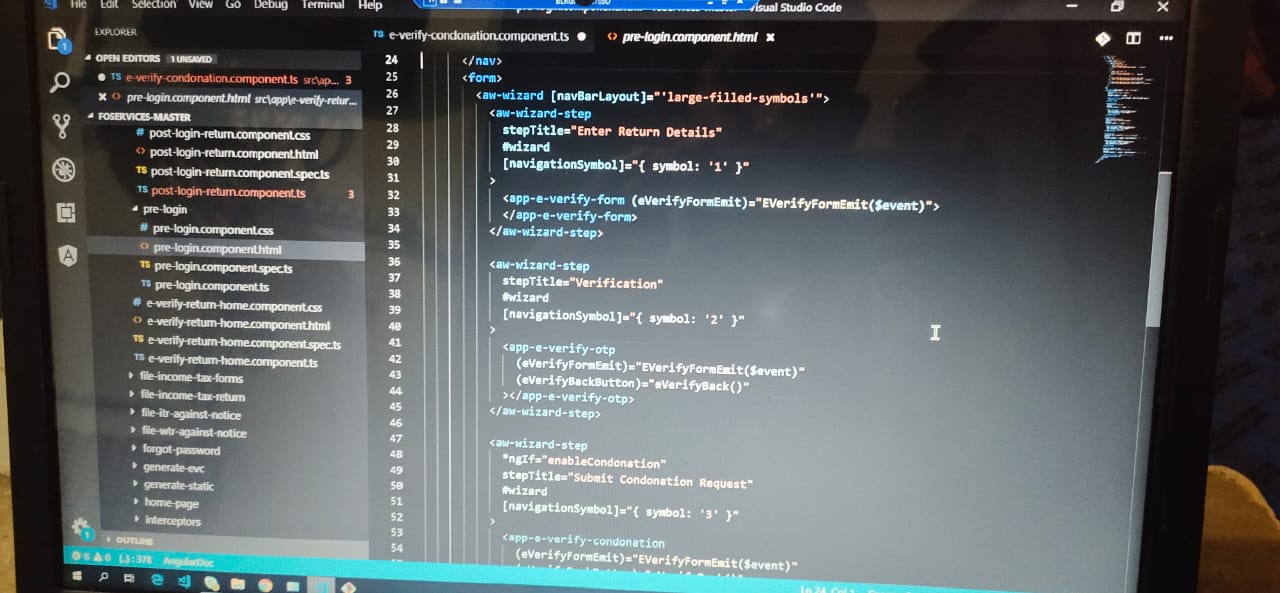 File Edit Selection View Go Debug Terminal Help
Visual Studio Code
EXPLORER
OPEN EDITORS 1 UNSAVED
TS e-verify-condonation.component.ts src\ap... 3
<> pre-login.component.html src\app\e-verify-retur...
FOSERVICES-MASTER
# post-login-return.component.css
<> post-login-return.component.html
TS post-login-return.component.spec.ts
TS post-login-return.component.ts 3
pre-login
# pre-login.component.css
<> pre-login.component.html
TS pre-login.component.spec.ts
TS pre-login.component.ts
# e-verify-return-home.component.css
<> e-verify-return-home.component.html
TS e-verify-return-home.component.spec.ts
TS e-verify-return-home.component.ts
file-income-tax-forms
file-income-tax-return
file-itr-against-notice
file-wtr-against-notice
forgot-password
generate-evc
generate-static
home-page
interceptors
OUTLINE
TS e-verify-condonation.component.ts
<> pre-login.component.html
24 </nav>
25 <form>
26 <aw-wizard [navBarLayout]="'large-filled-symbols'">
27 <aw-wizard-step
28 stepTitle="Enter Return Details"
29 #wizard
30 [navigationSymbol]="{ symbol: '1' }"
31 >
32 <app-e-verify-form (eVerifyFormEmit)="EVerifyFormEmit($event)">
33 </app-e-verify-form>
34 </aw-wizard-step>
35
36 <aw-wizard-step
37 stepTitle="Verification"
38 #wizard
39 [navigationSymbol]="{ symbol: '2' }"
40 >
41 <app-e-verify-otp
42 (eVerifyFormEmit)="EVerifyFormEmit($event)"
43 (eVerifyBackButton)="eVerifyBack()"
44 ></app-e-verify-otp>
45 </aw-wizard-step>
46
47 <aw-wizard-step
48 *ngIf="enableCondonation"
49 stepTitle="Submit Condonation Request"
50 #wizard
51 [navigationSymbol]="{ symbol: '3' }"
52 >
53 <app-e-verify-condonation
54 (eVerifyFormEmit)="EVerifyFormEmit($event)"
8 0 {..}: 378 AngularDoc
Ln 24, Col 1